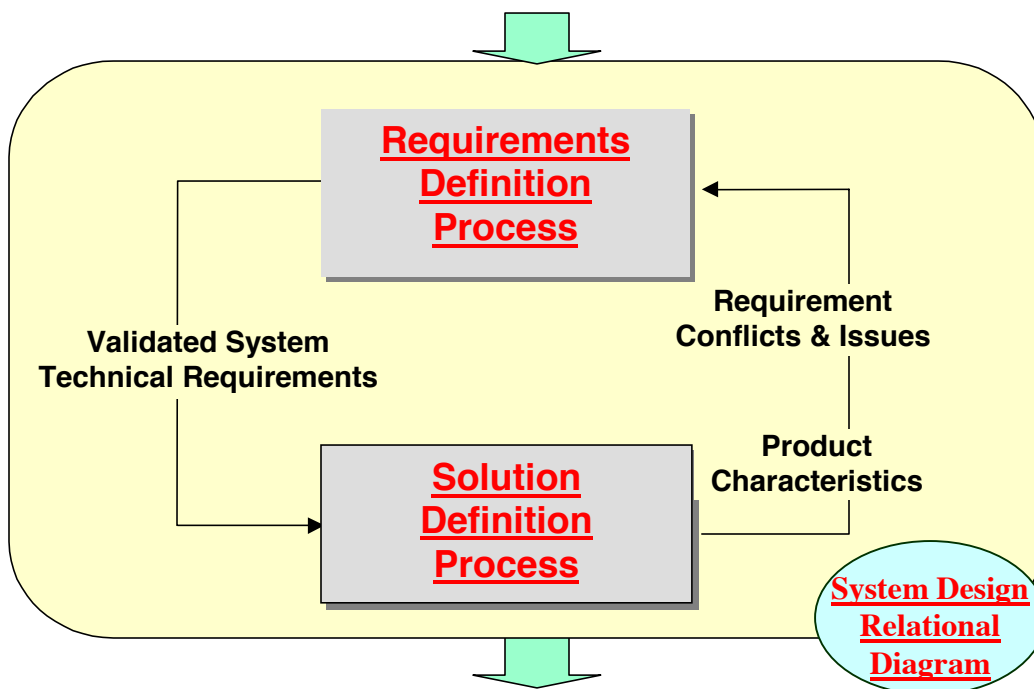 Requirements
Definition
Process
Validated System
Technical Requirements
Requirement
Conflicts & Issues
Product
Characteristics
Solution
Definition
Process
System Design
Relational
Diagram